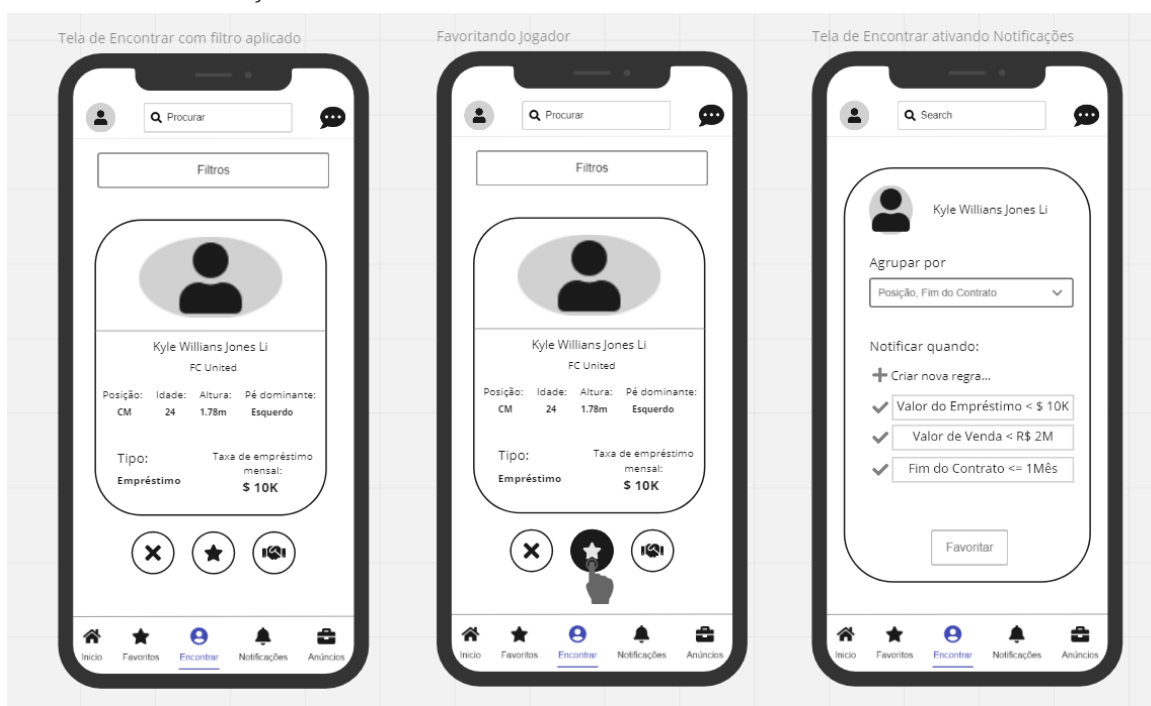 Tela de Encontrar com filtro aplicado
Procurar
Filtros
Kyle Willians Jones Li
FC United
Posição: Idade: Altura: Pé dominante:
CM 24 1.78m Esquerdo
Tipo:
Empréstimo
Taxa de empréstimo
mensal:
$ 10K
Inicio Favoritos Encontrar Notificações Anúncios
Favoritando Jogador
Procurar
Filtros
Kyle Willians Jones Li
FC United
Posição: Idade: Altura: Pé dominante:
CM 24 1.78m Esquerdo
Tipo:
Empréstimo
Taxa de empréstimo
mensal:
$ 10K
Inicio Favoritos Encontrar Notificações Anúncios
Tela de Encontrar ativando Notificações
Search
Kyle Willians Jones Li
Agrupar por
Posição, Fim do Contrato
Notificar quando:
Criar nova regra...
Valor do Empréstimo < $ 10K
Valor de Venda < R$ 2M
Fim do Contrato <= 1Mês
Favoritar
Inicio Favoritos Encontrar Notificações Anúncios